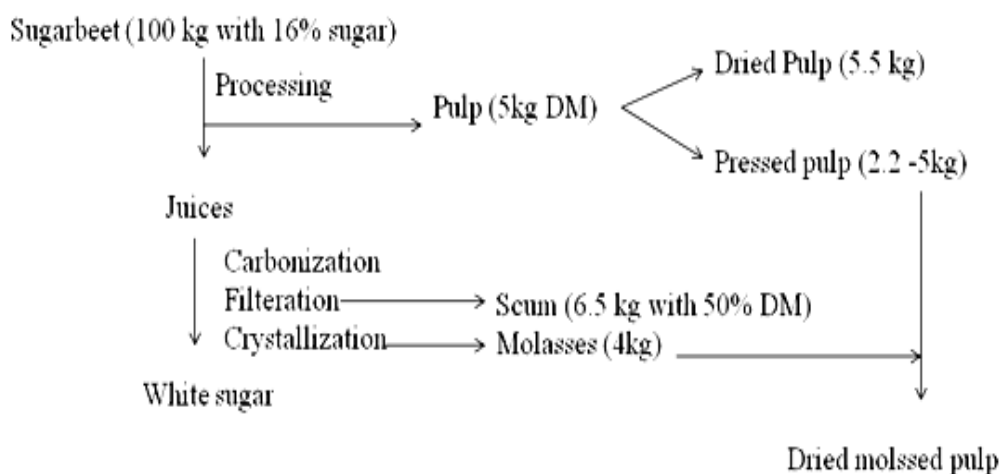 Sugarbeet (100 kg with 16% sugar)
Processing
Pulp (5kg DM)
Dried Pulp (5.5 kg)
Pressed pulp (2.2 -5kg)
Juices
Carbonization
Filteration
Scum (6.5 kg with 50% DM)
Crystallization
Molasses (4kg)
White sugar
Dried molssed pulp